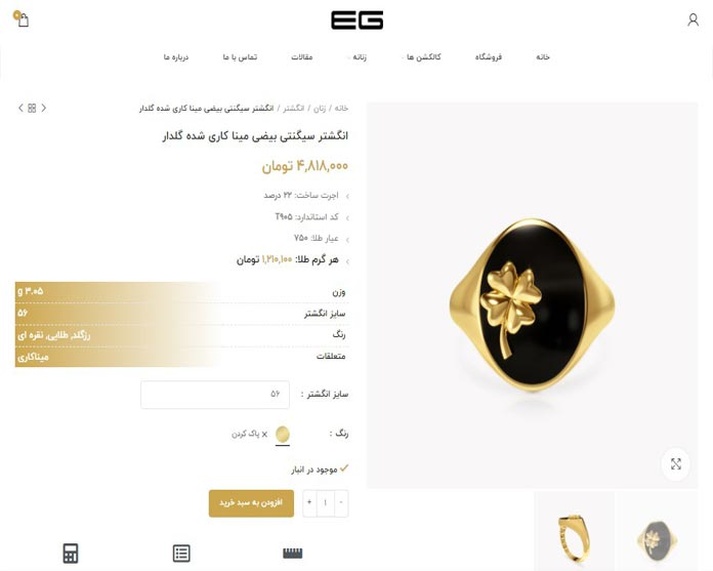 EG
خانه
فروشگاه
کالکشن ها
زنانه
مقالات
تماس با ما
درباره ما
خانه / زنان / انگشتر / انگشتر سیگنتی بیضی مینا کاری شده گلدار
انگشتر سیگنتی بیضی مینا کاری شده گلدار
۴,۸۱۸,۰۰۰ تومان
اجرت ساخت: ۲۲ درصد
کد استاندارد: T۹۰۵
عیار طلا: ۷۵۰
هر گرم طلا: ۱,۲۱۰,۱۰۰ تومان
وزن
۳.۰۵ g
سایز انگشتر
۵۶
رنگ
رزگلد, طلایی, نقره ای
متعلقات
میناکاری
سایز انگشتر :
۵۶
رنگ :
× پاک کردن
موجود در انبار
- ۱ +
افزودن به سبد خرید